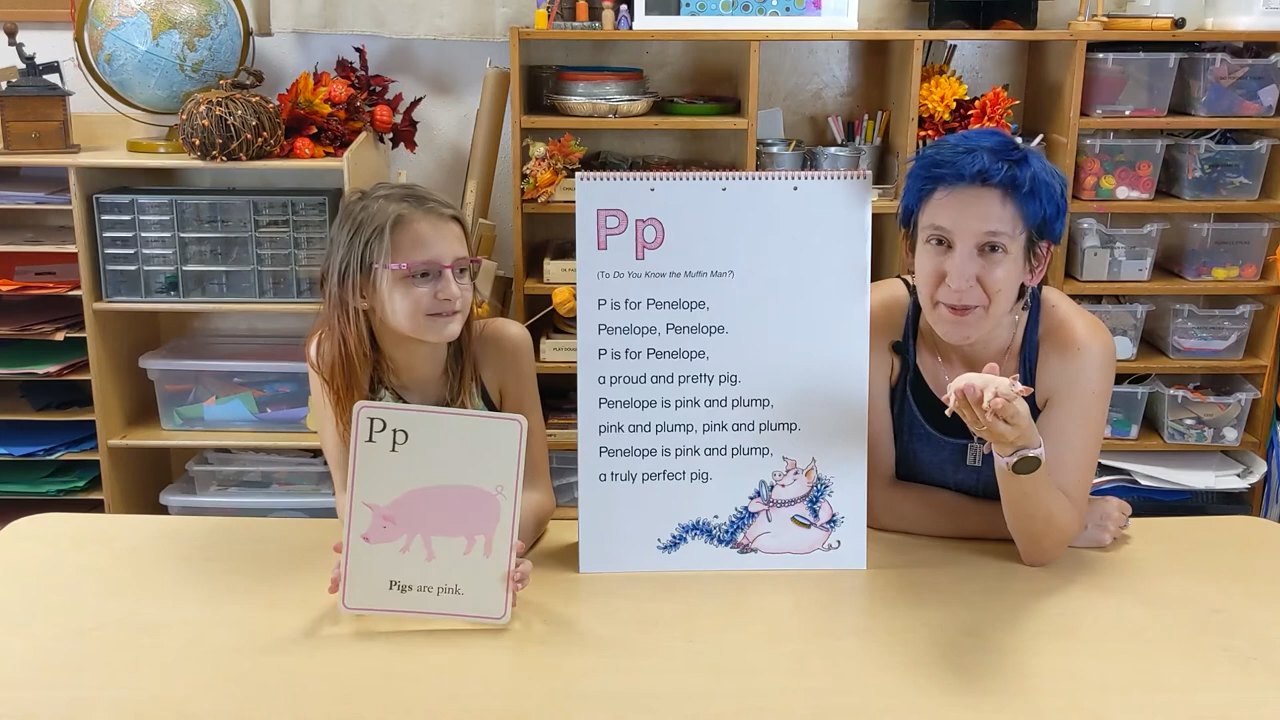 Pp
(To Do You Know the Muffin Man?)
P is for Penelope,
Penelope, Penelope.
P is for Penelope,
a proud and pretty pig.
Penelope is pink and plump,
pink and plump, pink and plump.
Penelope is pink and plump,
a truly perfect pig.
Pp
Pigs are pink.